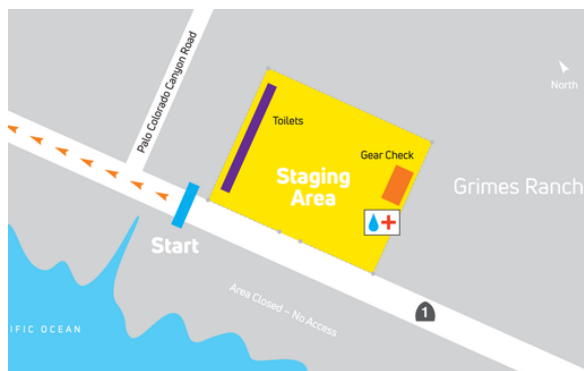 Palo Colorado Canyon Road
North
Toilets
Gear Check
Staging
Area
Grimes Ranch
Start
Area Closed – No Access
IFIC OCEAN
1